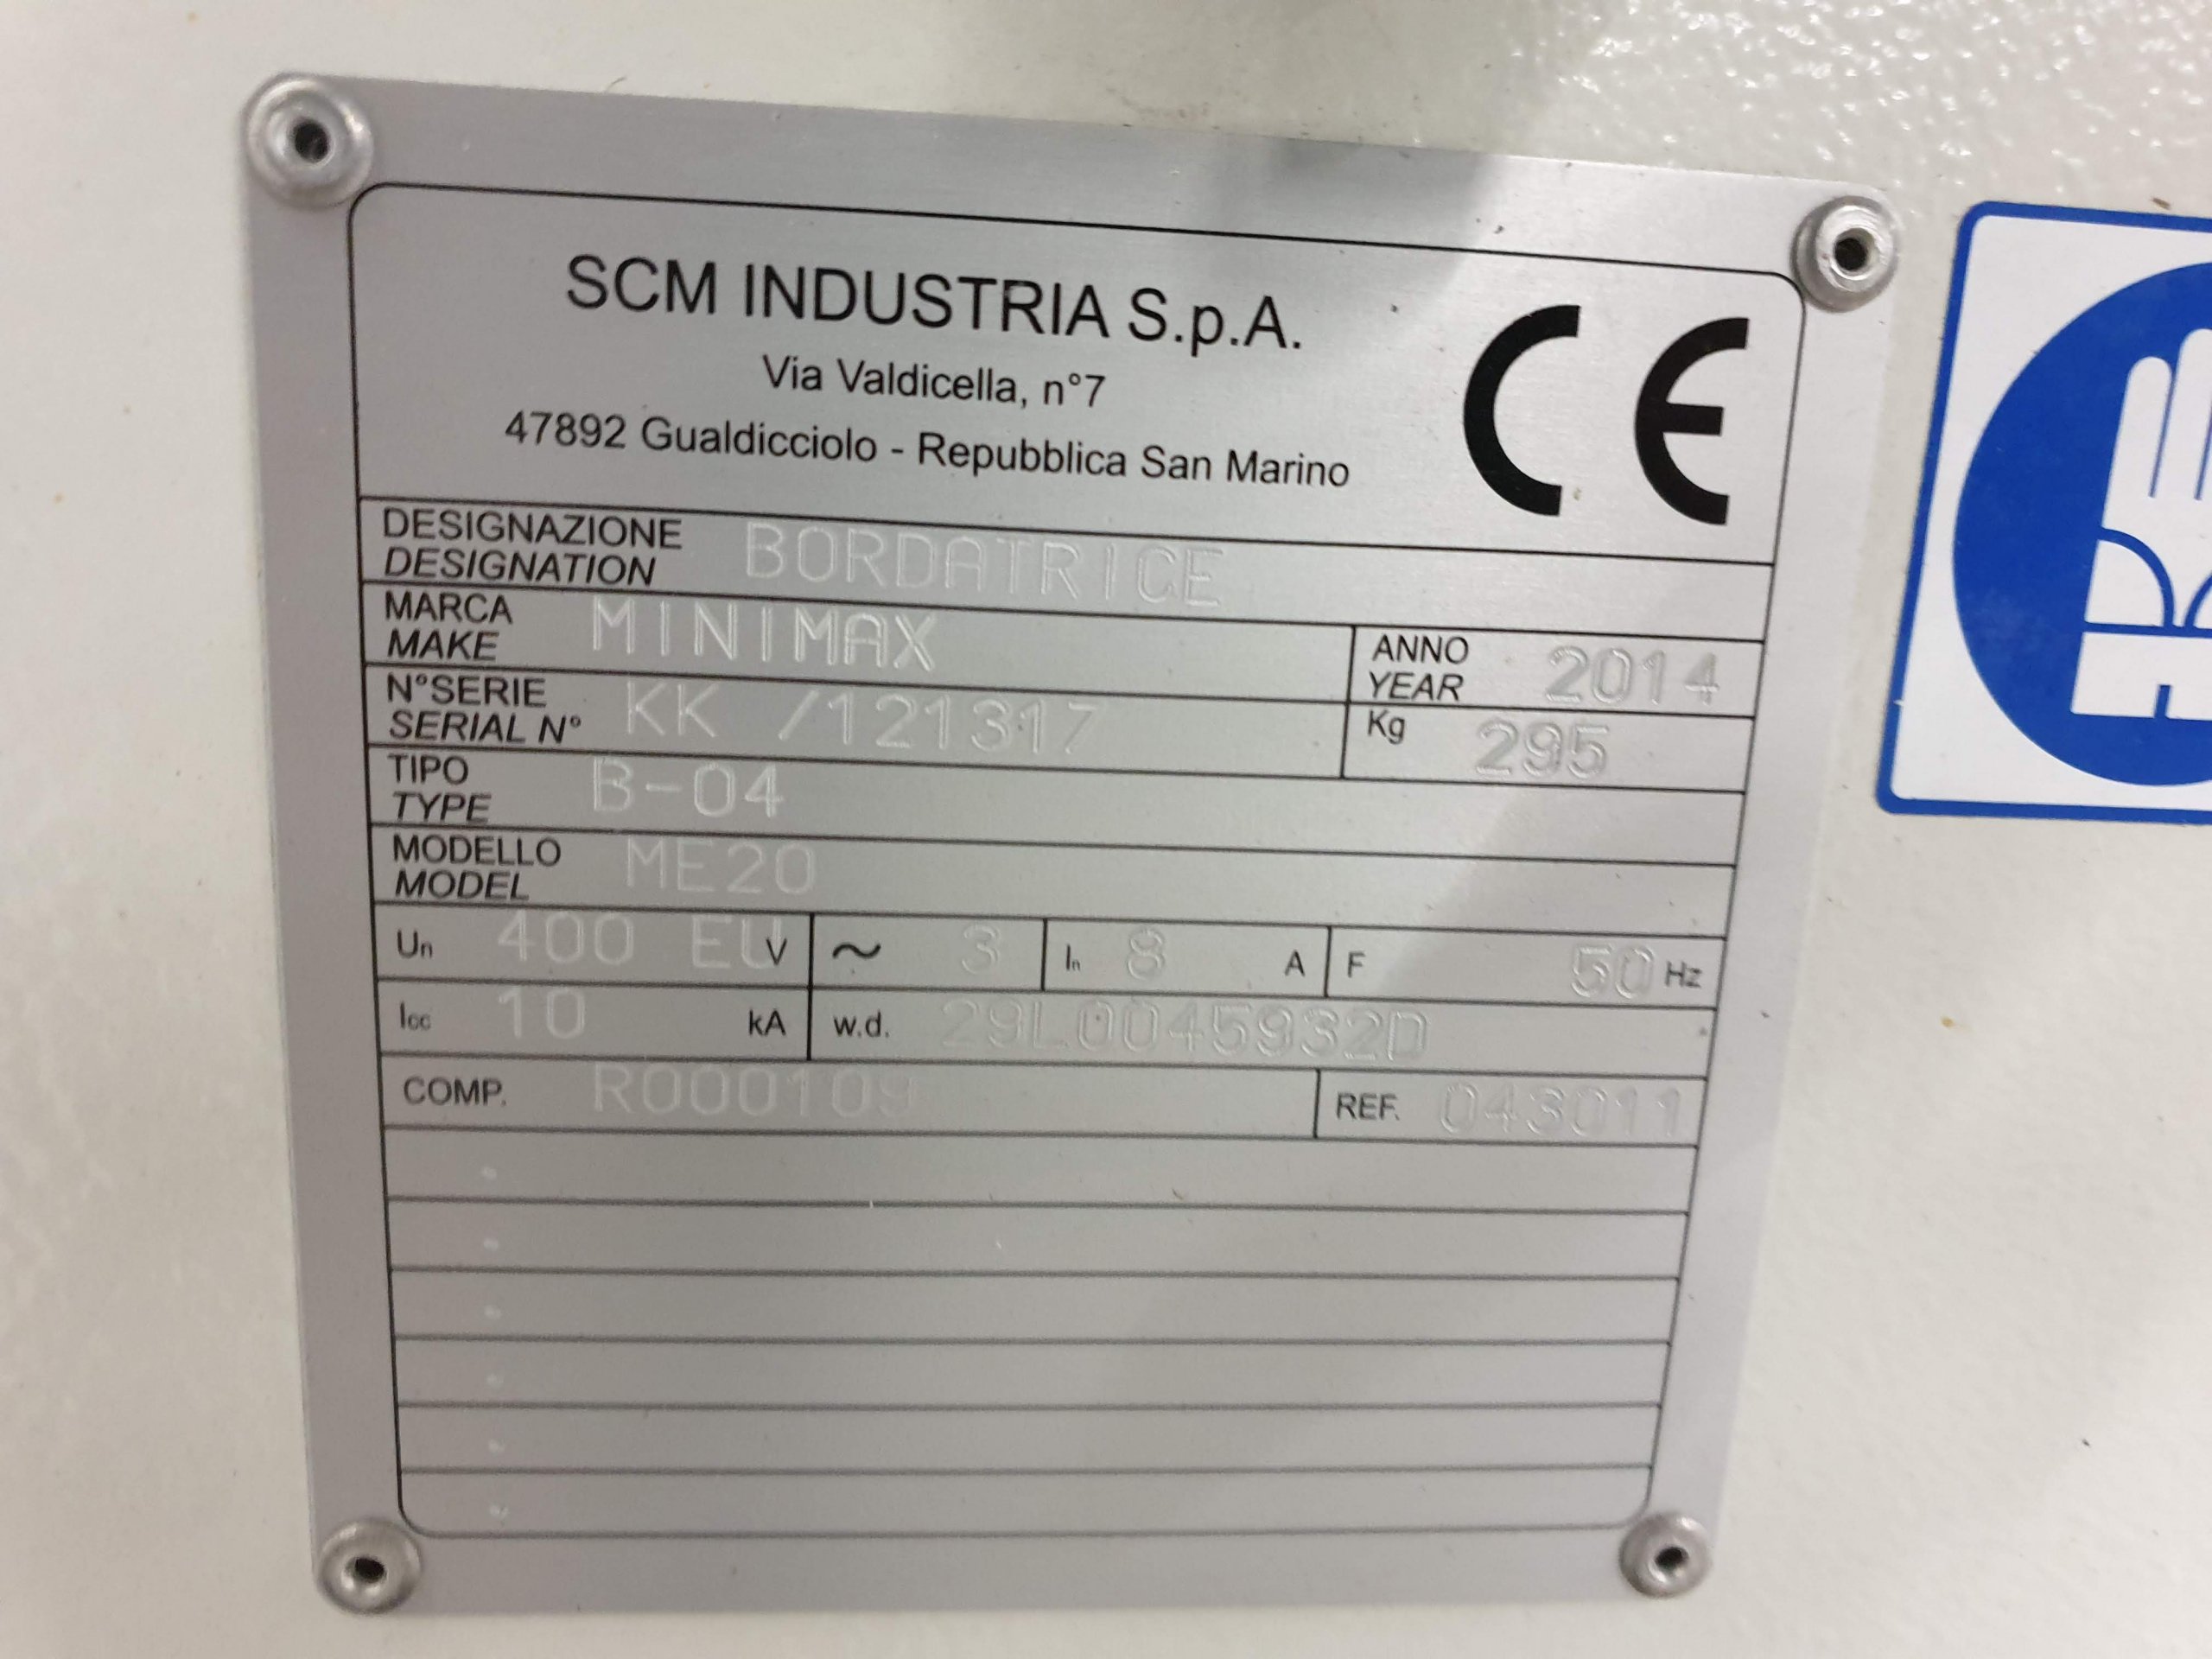 SCM INDUSTRIA S.p.A.
Via Valdicella, n°7
47892 Gualdicciolo - Repubblica San Marino
CE
DESIGNAZIONE
DESIGNATION
BORDATRICE
MARCA
MAKE
MINIMAX
ANNO
YEAR
2014
N°SERIE
SERIAL N°
KK /121317
Kg 295
TIPO
TYPE
B-04
MODELLO
MODEL
ME20
Un 400 EU V ~ 3 In 8 A F 50 Hz
Icc 10 kA w.d. 29L0045932D
COMP. R000109 REF. 043011